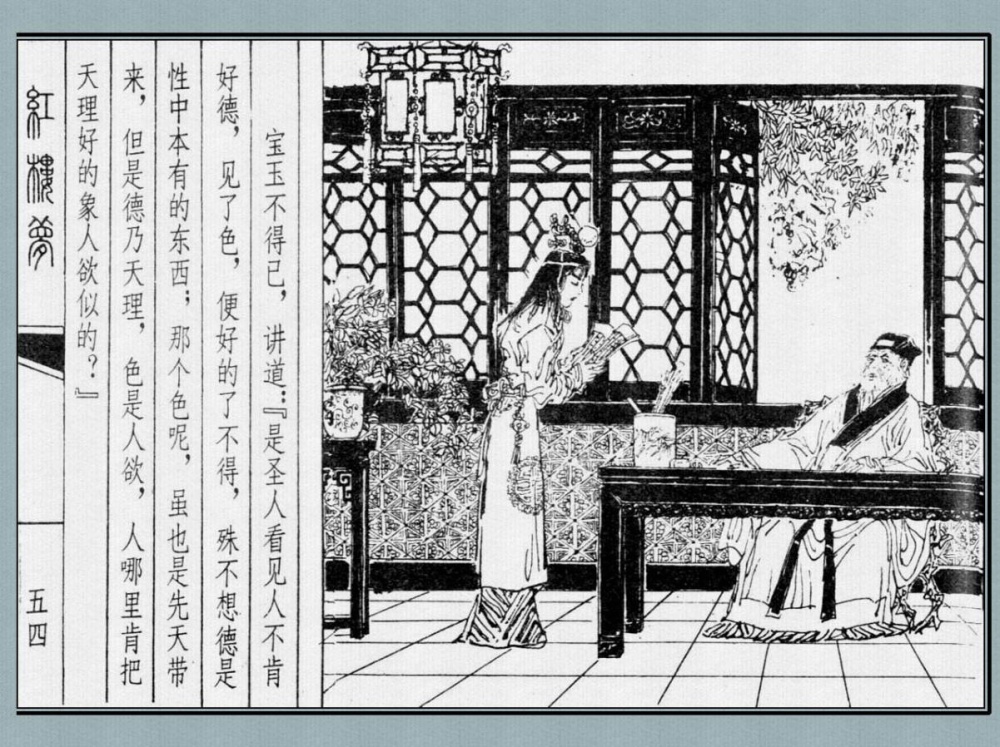 宝玉不得已，讲道：『是圣人看见人不肯
好德，见了色，便好的了不得，殊不想德是
性中本有的东西；那个色呢，虽也是先天带
来，但是德乃天理，色是人欲，人哪里肯把
天理好的象人欲似的？』
紅樓夢
五四